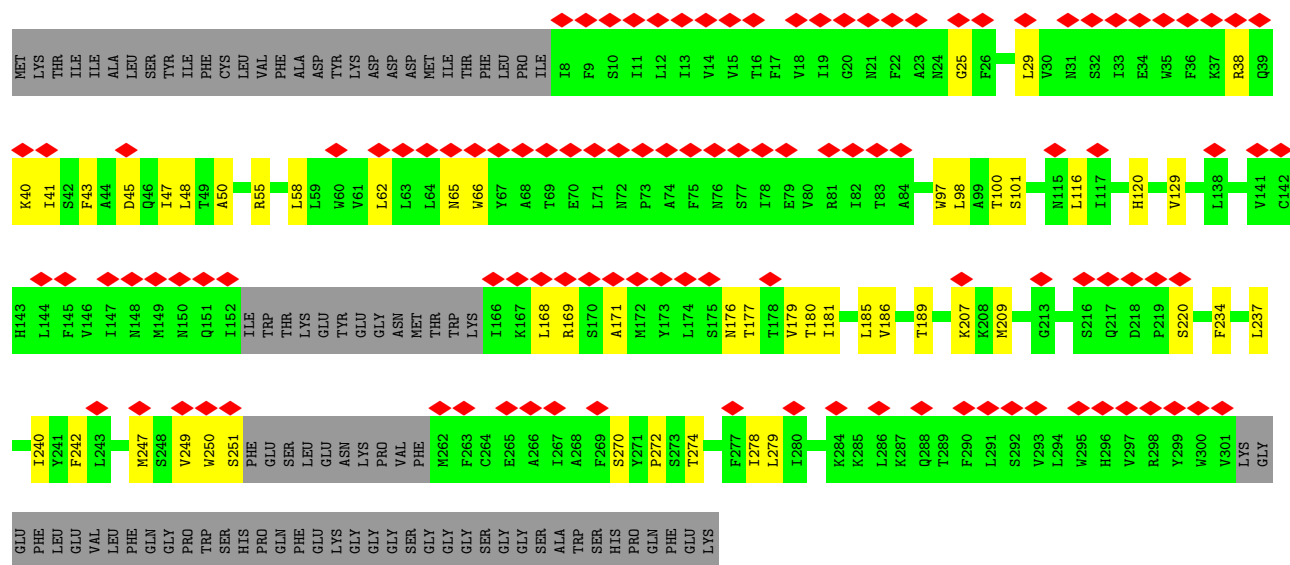 MET LYS THR ILE ILE ALA LEU SER TYR ILE PHE CYS LEU VAL PHE ALA ASP TYR LYS ASP ASP ASP MET ILE THR PHE LEU PRO ILE I8 F9 S10 I11 L12 I13 V14 V15 T16 F17 V18 I19 G20 N21 F22 A23 N24 G25 F26 L29 V30 N31 S32 I33 E34 W35 F36 K37 R38 Q39
K40 I41 S42 F43 A44 D45 Q46 I47 L48 T49 A50 R55 L58 L59 W60 V61 L62 L63 L64 N65 W66 Y67 A68 T69 E70 L71 N72 P73 A74 F75 N76 S77 I78 E79 V80 R81 I82 T83 A84 W97 L98 A99 T100 S101 N115 L116 I117 H120 V129 L138 V141 C142
H143 L144 F145 V146 I147 N148 M149 N150 Q151 I152 ILE TRP THR LYS GLU TYR GLU GLY ASN MET THR TRP LYS I166 K167 L168 R169 S170 A171 M172 Y173 L174 S175 N176 T177 T178 V179 T180 I181 L185 V186 T189 K207 K208 M209 G213 S216 Q217 D218 P219 S220 F234 L237
I240 Y241 F242 L243 M247 S248 V249 W250 S251 PHE GLU SER LEU GLU ASN LYS PRO VAL PHE M262 F263 C264 E265 A266 I267 A268 F269 S270 Y271 P272 S273 T274 F277 I278 L279 I280 K284 K285 L286 K287 Q288 T289 F290 L291 S292 V293 L294 W295 H296 V297 R298 Y299 W300 V301 LYS GLY
GLU PHE LEU GLU VAL LEU PHE GLN GLY PRO TRP SER HIS PRO GLN PHE GLU LYS GLY GLY GLY SER GLY GLY GLY SER GLY GLY SER ALA TRP SER HIS PRO GLN PHE GLU LYS